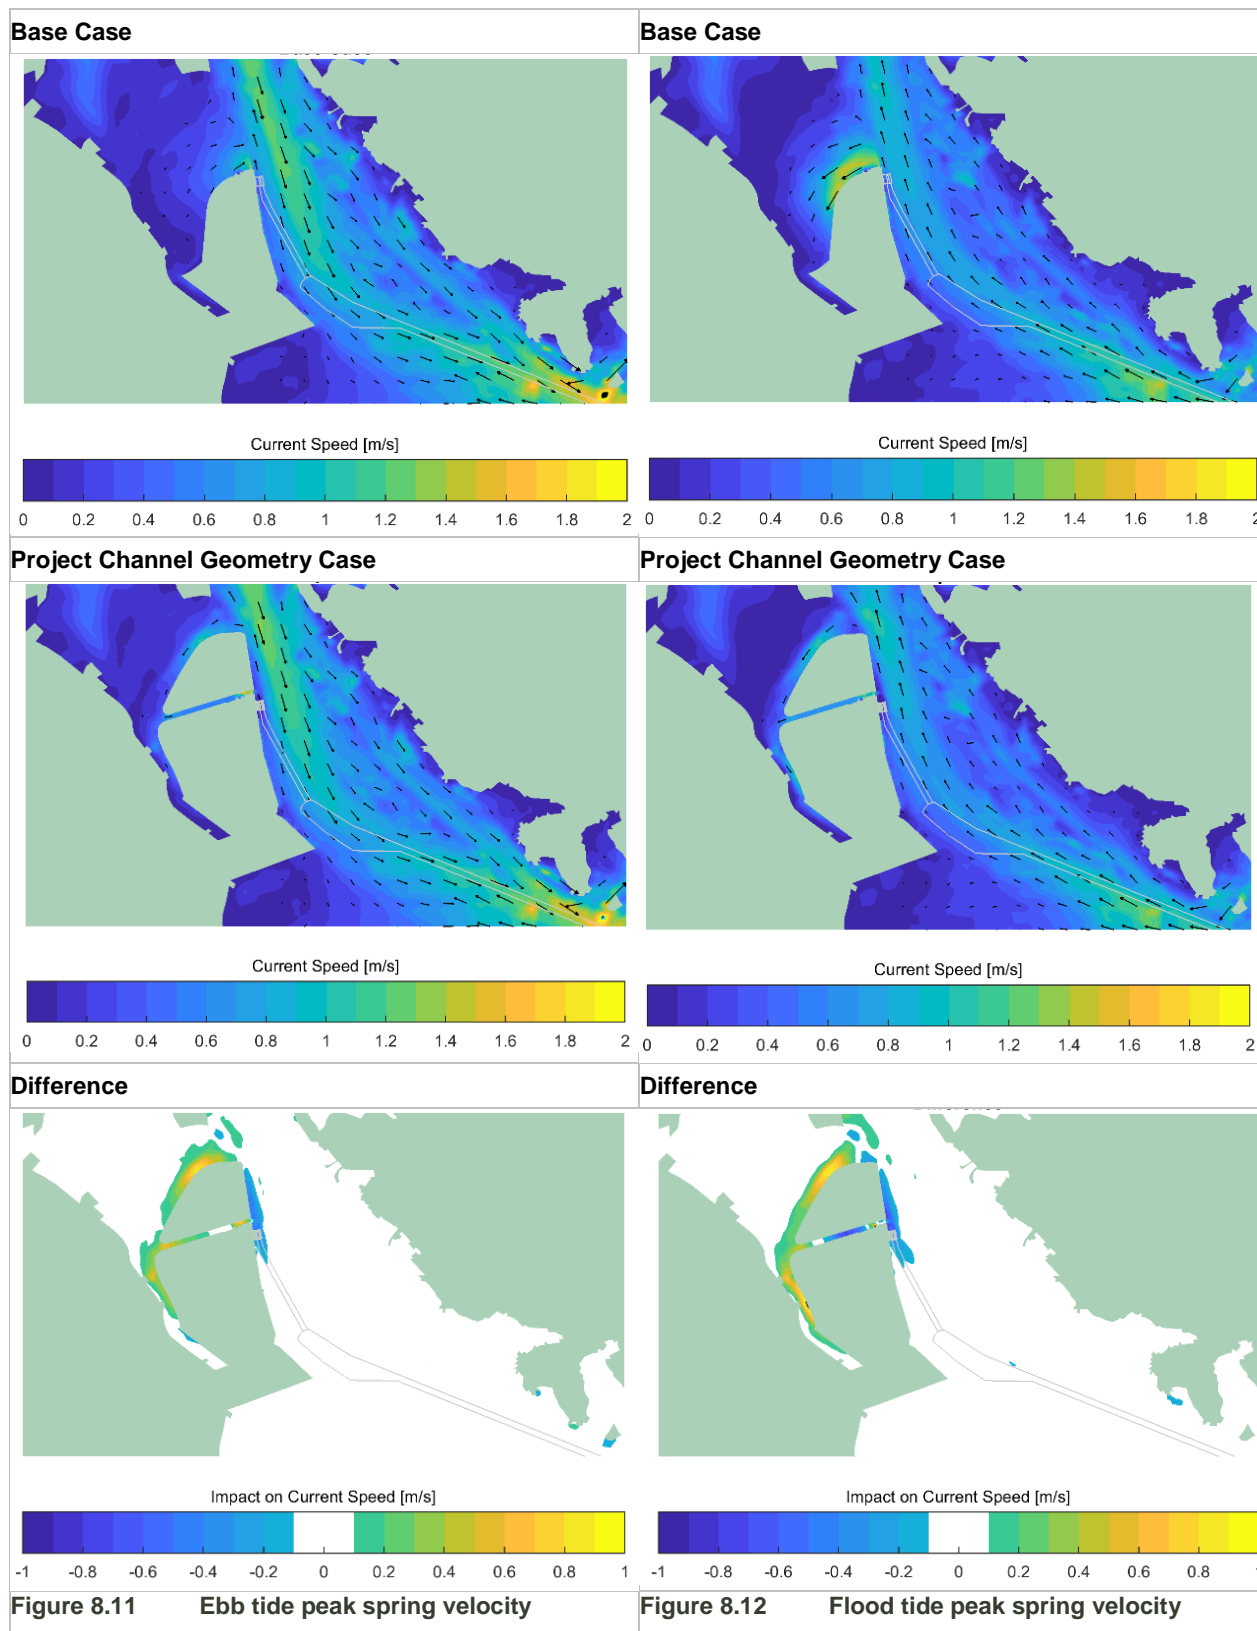 Base Case
Base Case
Current Speed [m/s]
0 0.2 0.4 0.6 0.8 1 1.2 1.4 1.6 1.8 2
Current Speed [m/s]
0 0.2 0.4 0.6 0.8 1 1.2 1.4 1.6 1.8 2
Project Channel Geometry Case
Project Channel Geometry Case
Current Speed [m/s]
0 0.2 0.4 0.6 0.8 1 1.2 1.4 1.6 1.8 2
Current Speed [m/s]
0 0.2 0.4 0.6 0.8 1 1.2 1.4 1.6 1.8 2
Difference
Difference
Impact on Current Speed [m/s]
-1 -0.8 -0.6 -0.4 -0.2 0 0.2 0.4 0.6 0.8 1
Impact on Current Speed [m/s]
-1 -0.8 -0.6 -0.4 -0.2 0 0.2 0.4 0.6 0.8 1
Figure 8.11 Ebb tide peak spring velocity
Figure 8.12 Flood tide peak spring velocity